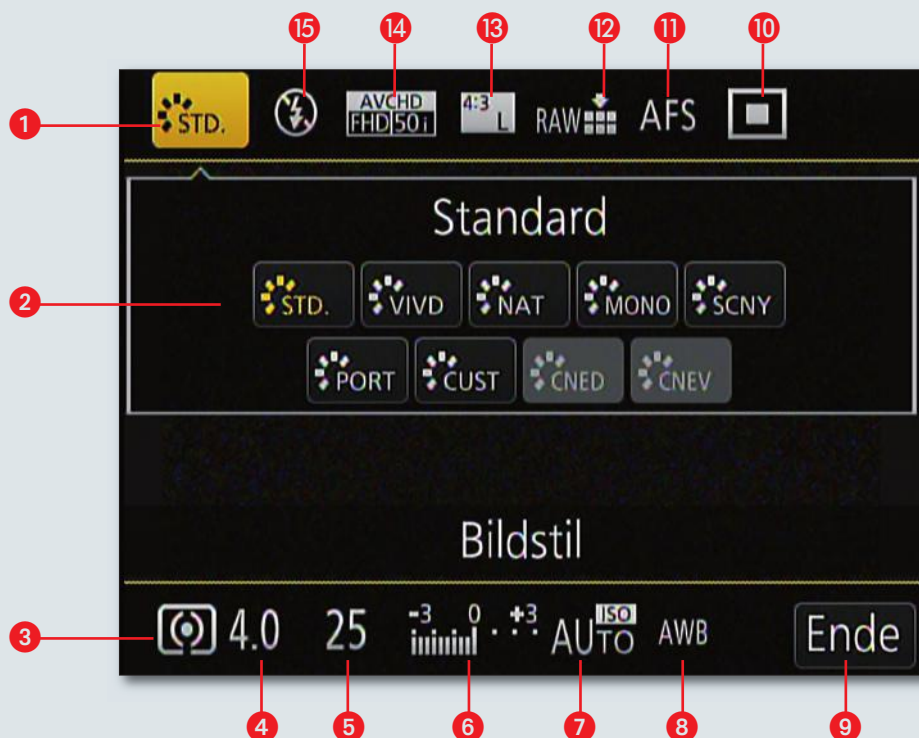 15 14 13 12 11 10
1 STD. AVCHD FHD 50i 4:3 L RAW AFS
Standard
2 STD. VIVD NAT MONO SCNY
PORT CUST CNED CNEV
Bildstil
3 4.0 25 -3 0 +3 AUTO ISO AWB Ende
4 5 6 7 8 9